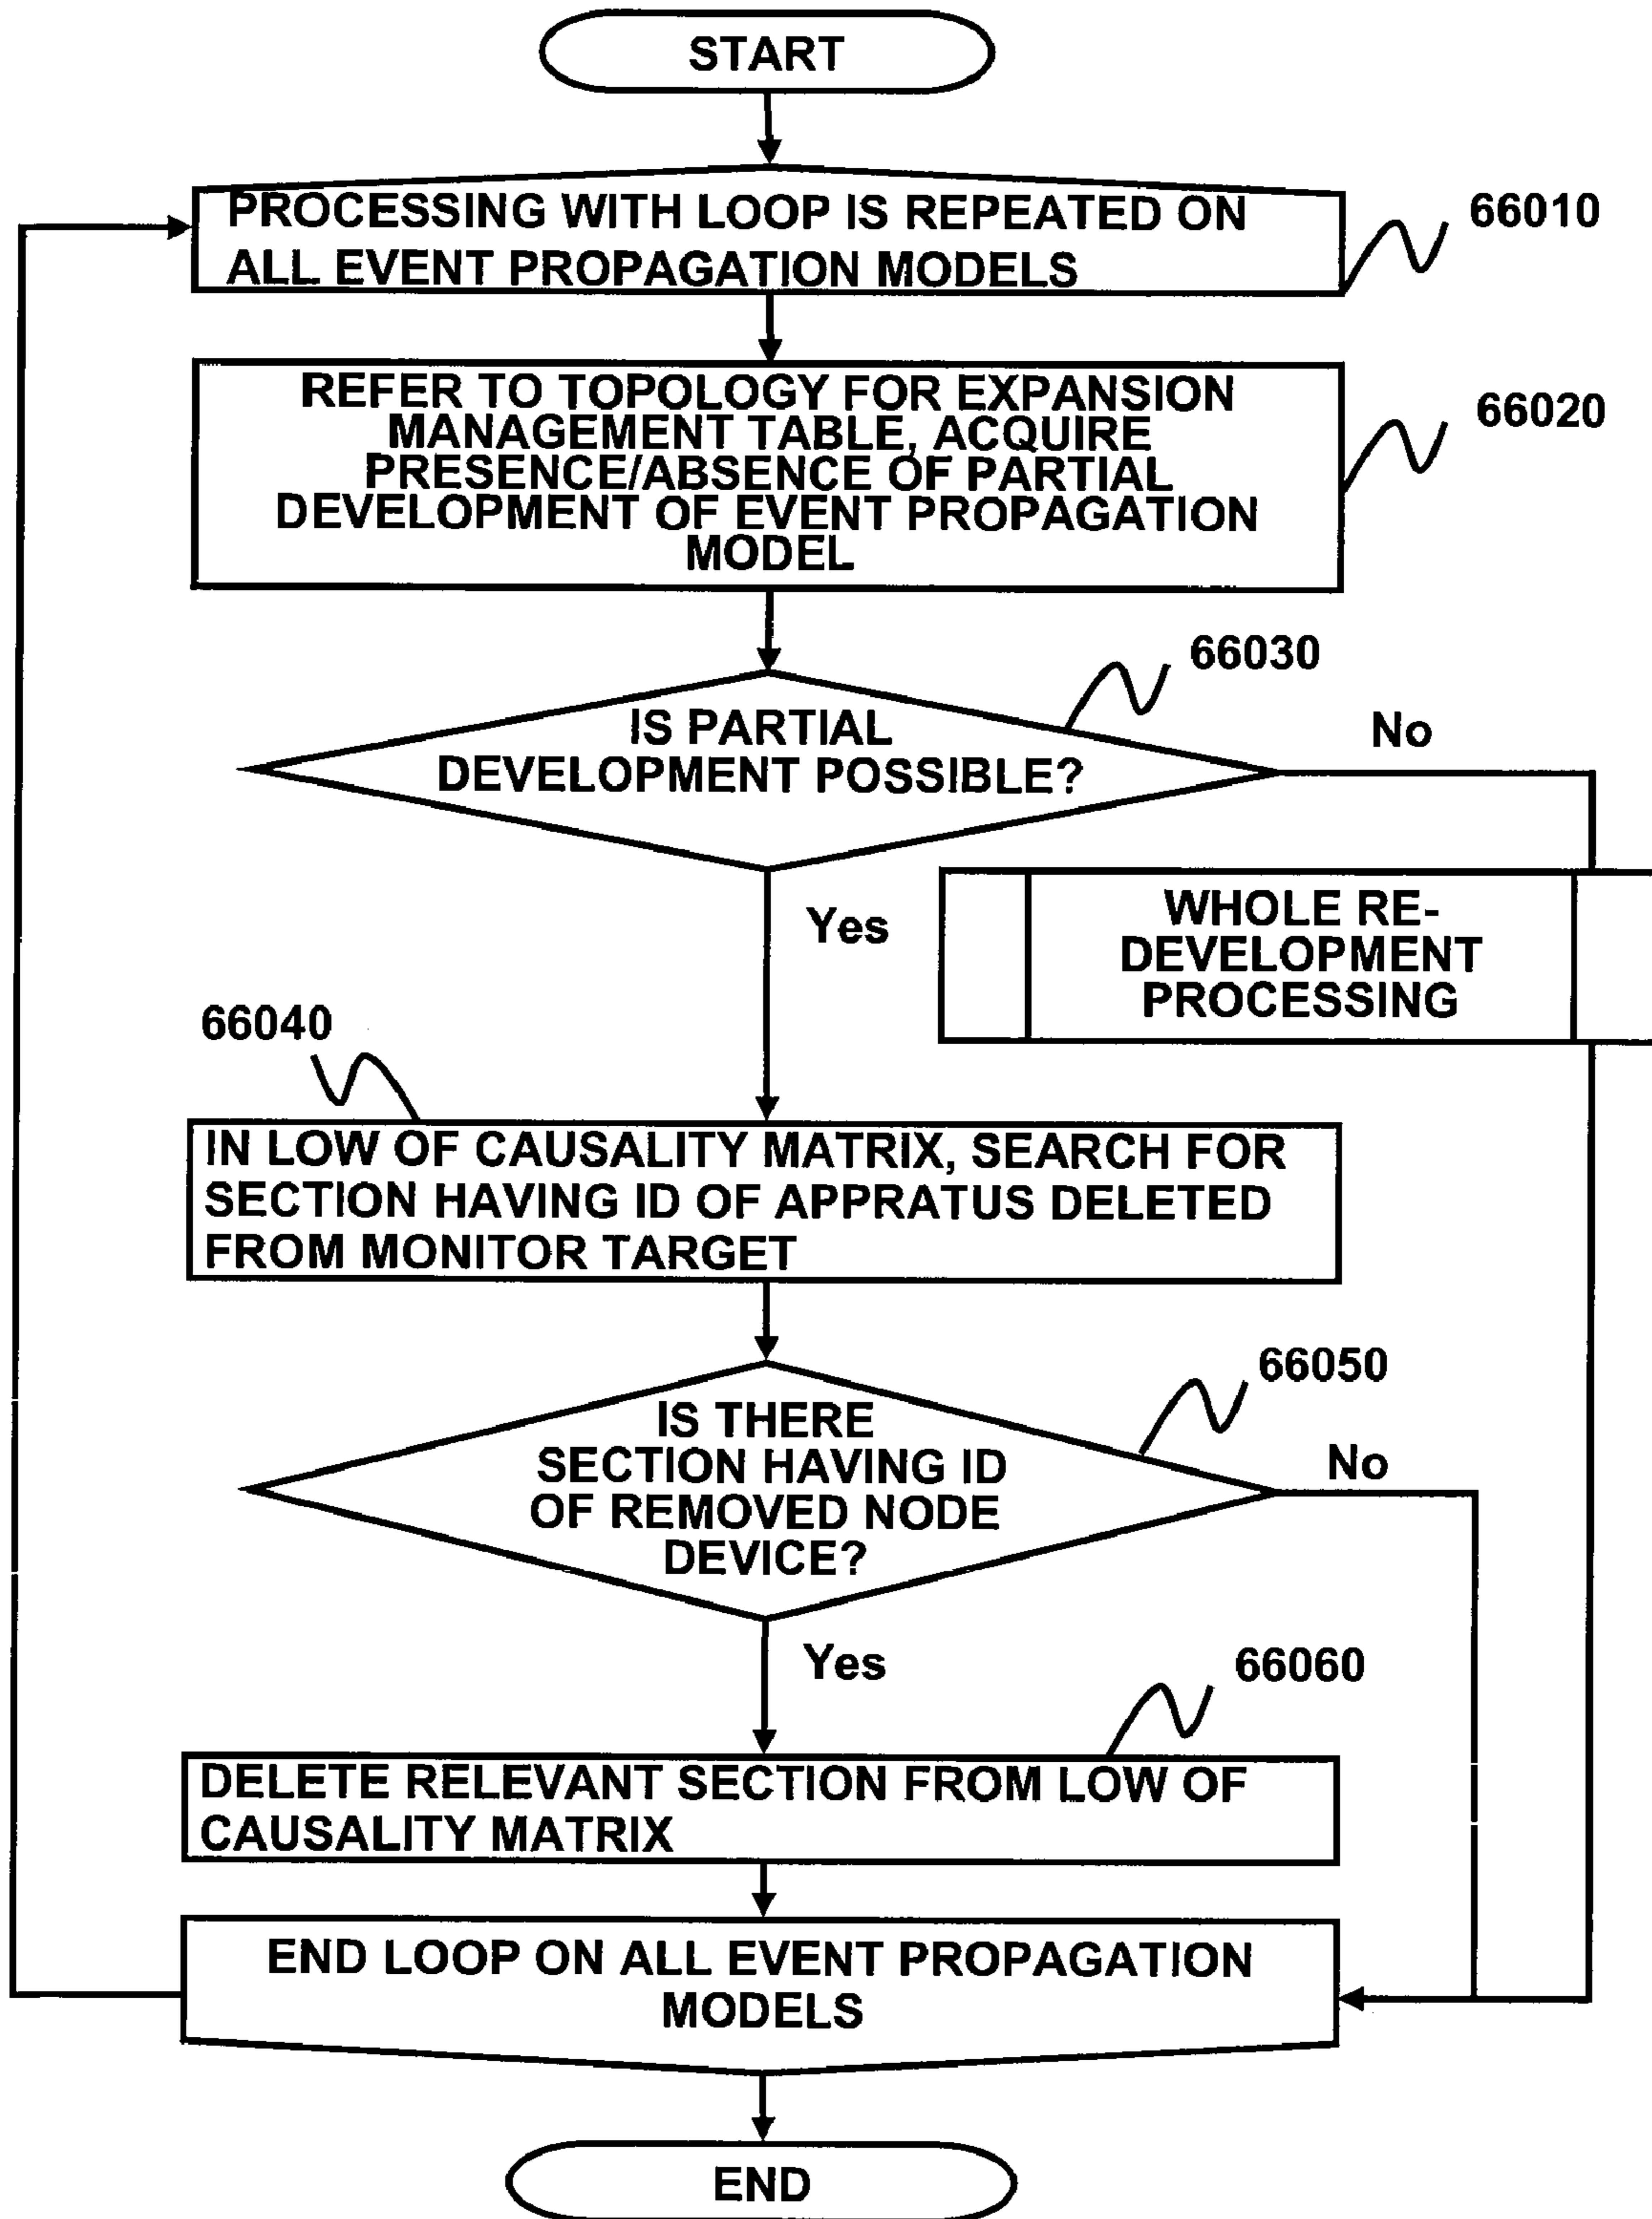 START
PROCESSING WITH LOOP IS REPEATED ON
ALL EVENT PROPAGATION MODELS
66010
REFER TO TOPOLOGY FOR EXPANSION
MANAGEMENT TABLE, ACQUIRE
PRESENCE/ABSENCE OF PARTIAL
DEVELOPMENT OF EVENT PROPAGATION
MODEL
66020
66030
IS PARTIAL
DEVELOPMENT POSSIBLE?
No
Yes
WHOLE RE-
DEVELOPMENT
PROCESSING
66040
IN LOW OF CAUSALITY MATRIX, SEARCH FOR
SECTION HAVING ID OF APPRATUS DELETED
FROM MONITOR TARGET
66050
IS THERE
SECTION HAVING ID
OF REMOVED NODE
DEVICE?
No
Yes
66060
DELETE RELEVANT SECTION FROM LOW OF
CAUSALITY MATRIX
END LOOP ON ALL EVENT PROPAGATION
MODELS
END